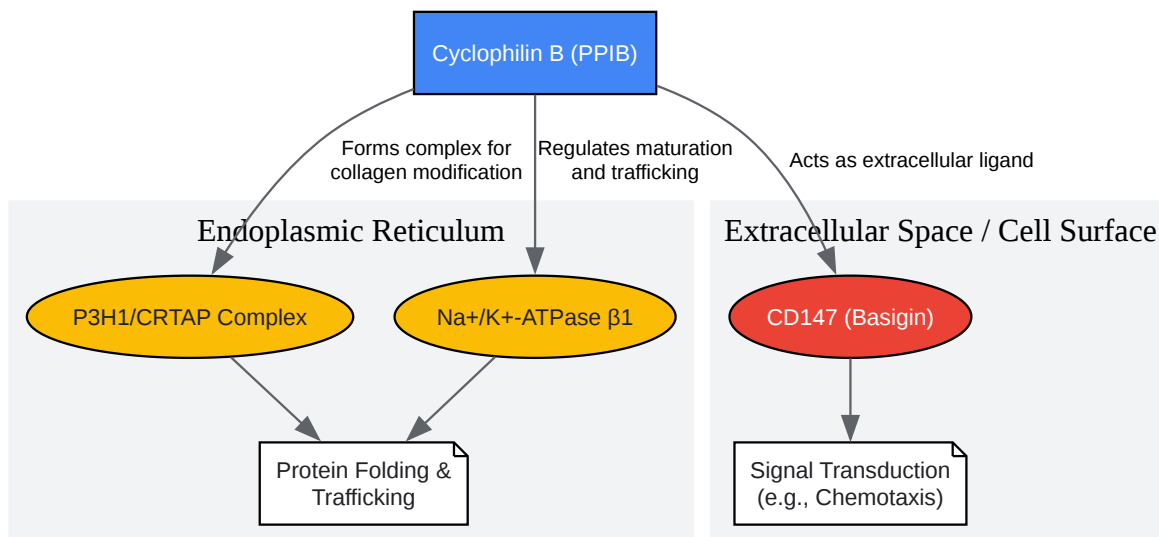 Cyclophilin B (PPIB)
Forms complex for
collagen modification
Regulates maturation
and trafficking
Acts as extracellular ligand
Endoplasmic Reticulum
Extracellular Space / Cell Surface
P3H1/CRTAP Complex
Na+/K+-ATPase β1
CD147 (Basigin)
Protein Folding &
Trafficking
Signal Transduction
(e.g., Chemotaxis)